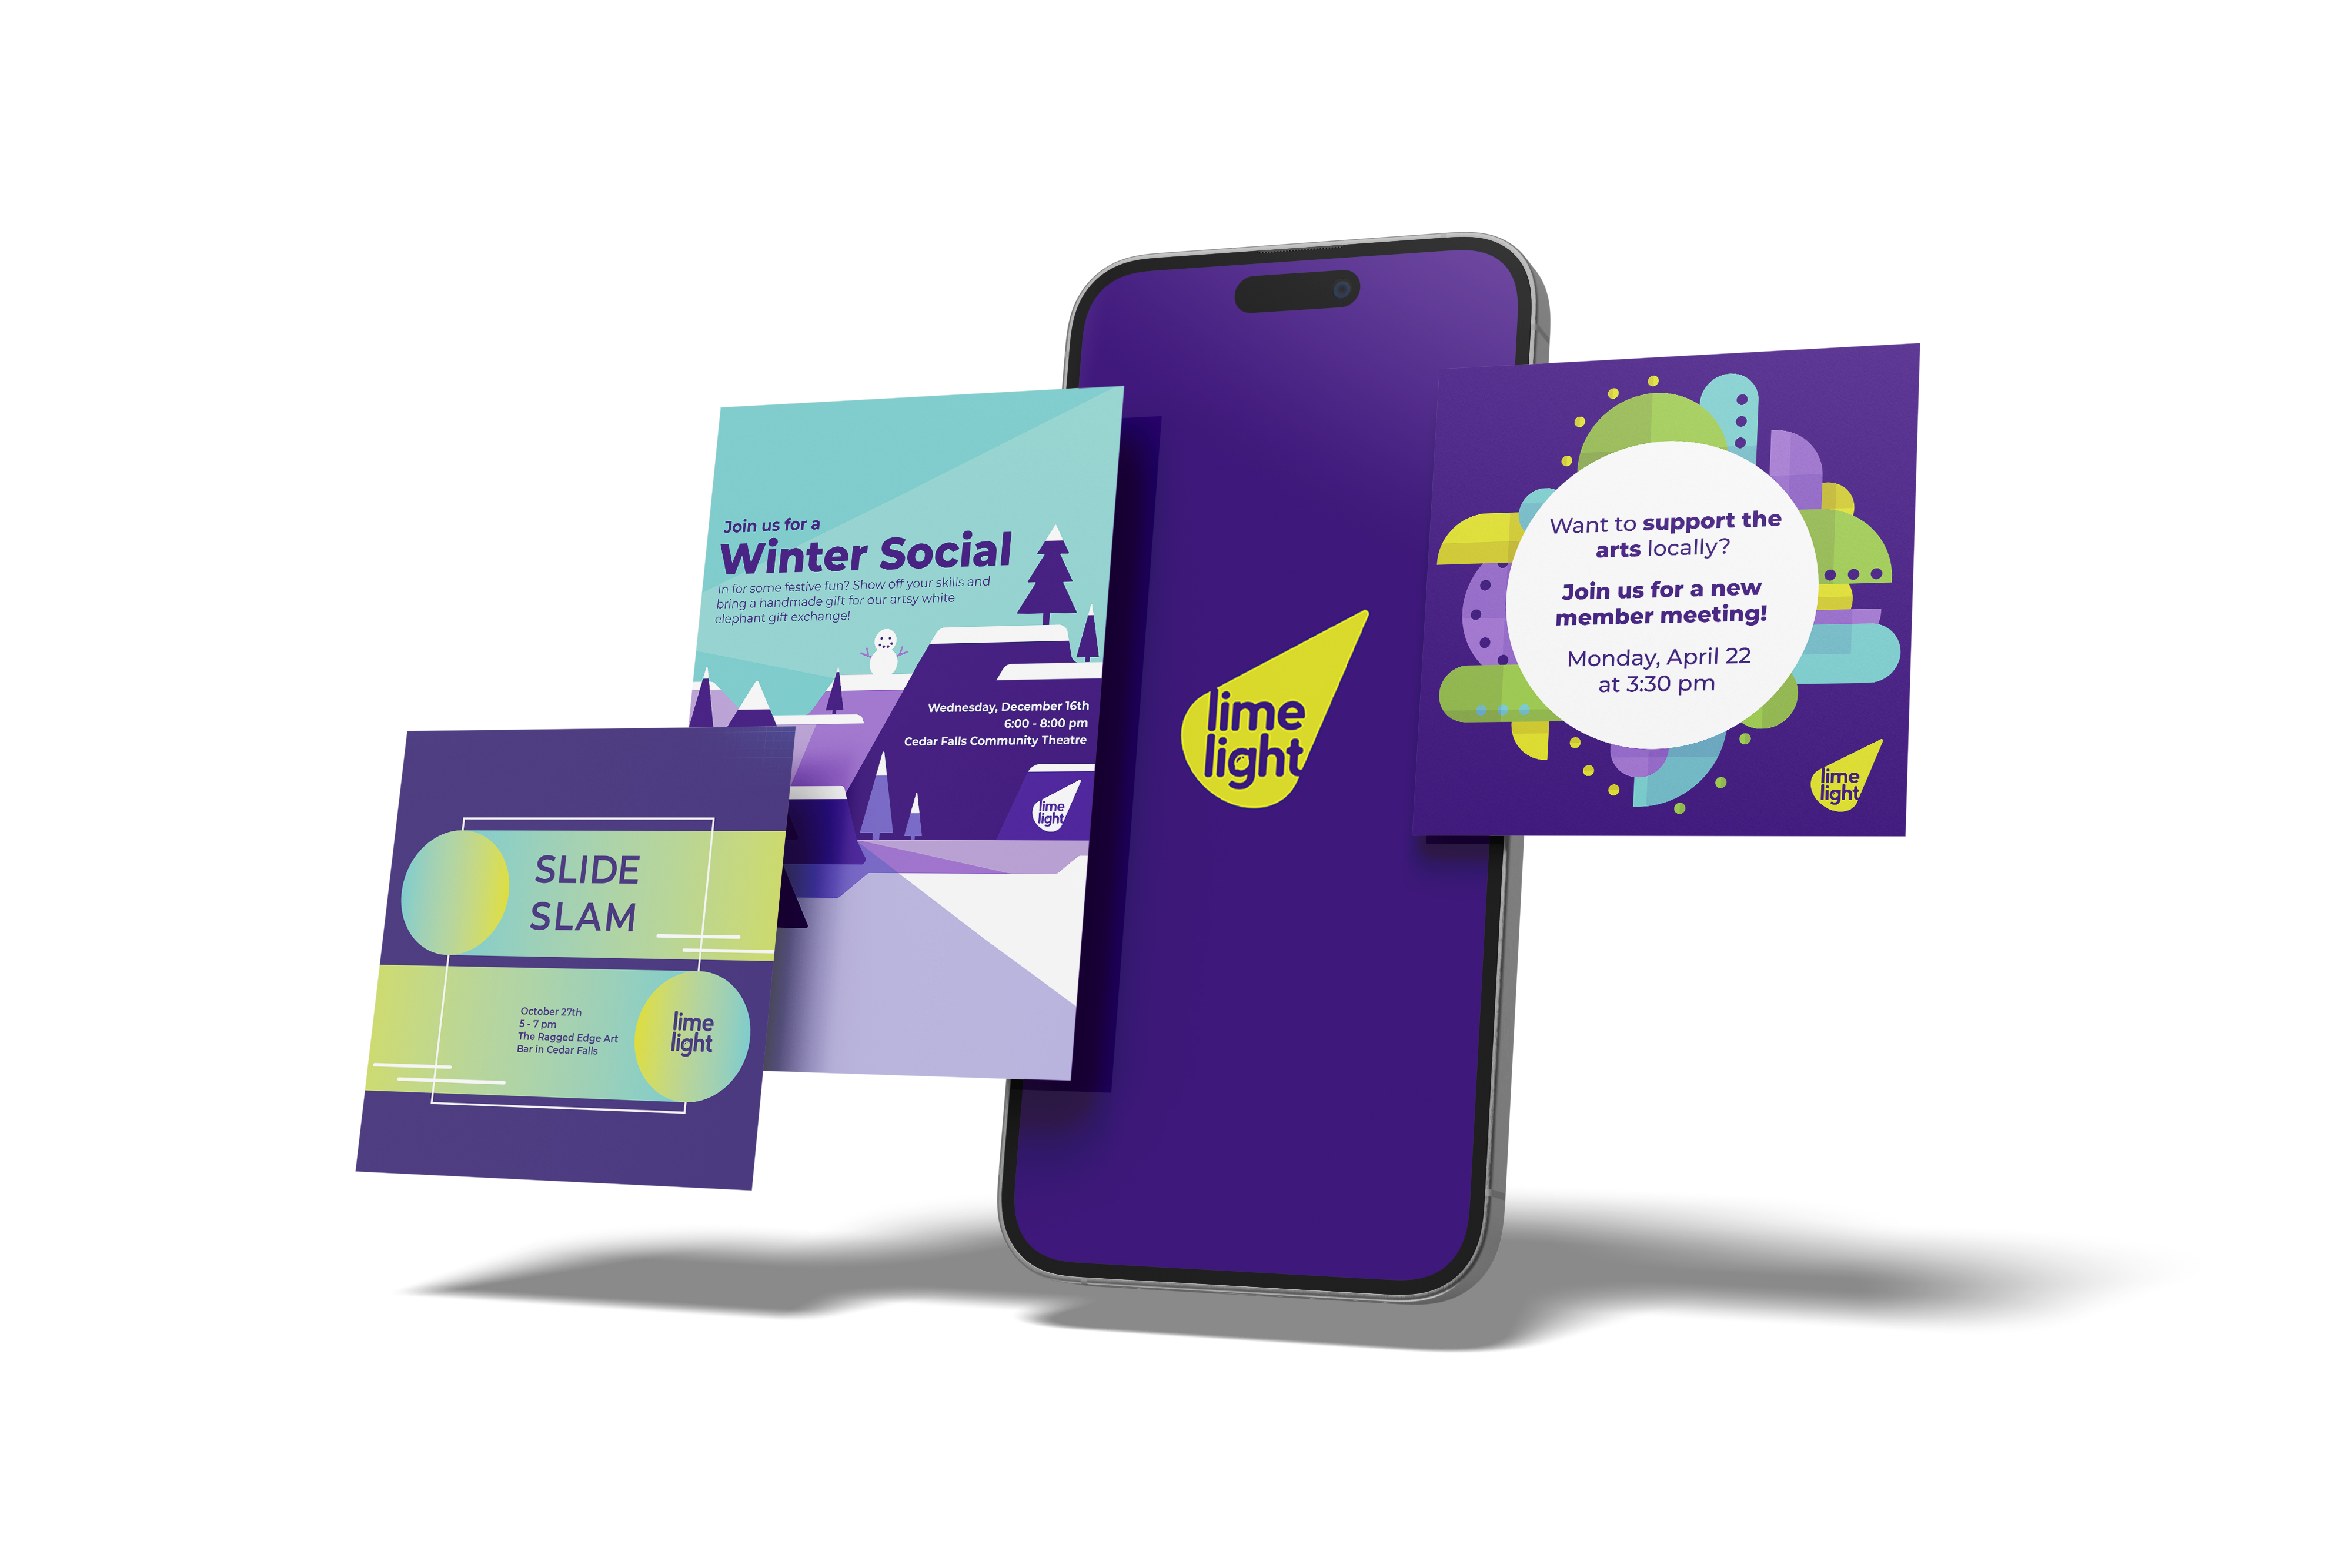 Join us for a
Winter Social
In for some festive fun? Show off your skills and
bring a handmade gift for our artsy white
elephant gift exchange!
Wednesday, December 16th
6:00 - 8:00 pm
Cedar Falls Community Theatre
lime
light
SLIDE
SLAM
October 27th
5 - 7 pm
The Ragged Edge Art
Bar in Cedar Falls
lime
light
lime
light
Want to support the
arts locally?
Join us for a new
member meeting!
Monday, April 22
at 3:30 pm
lime
light